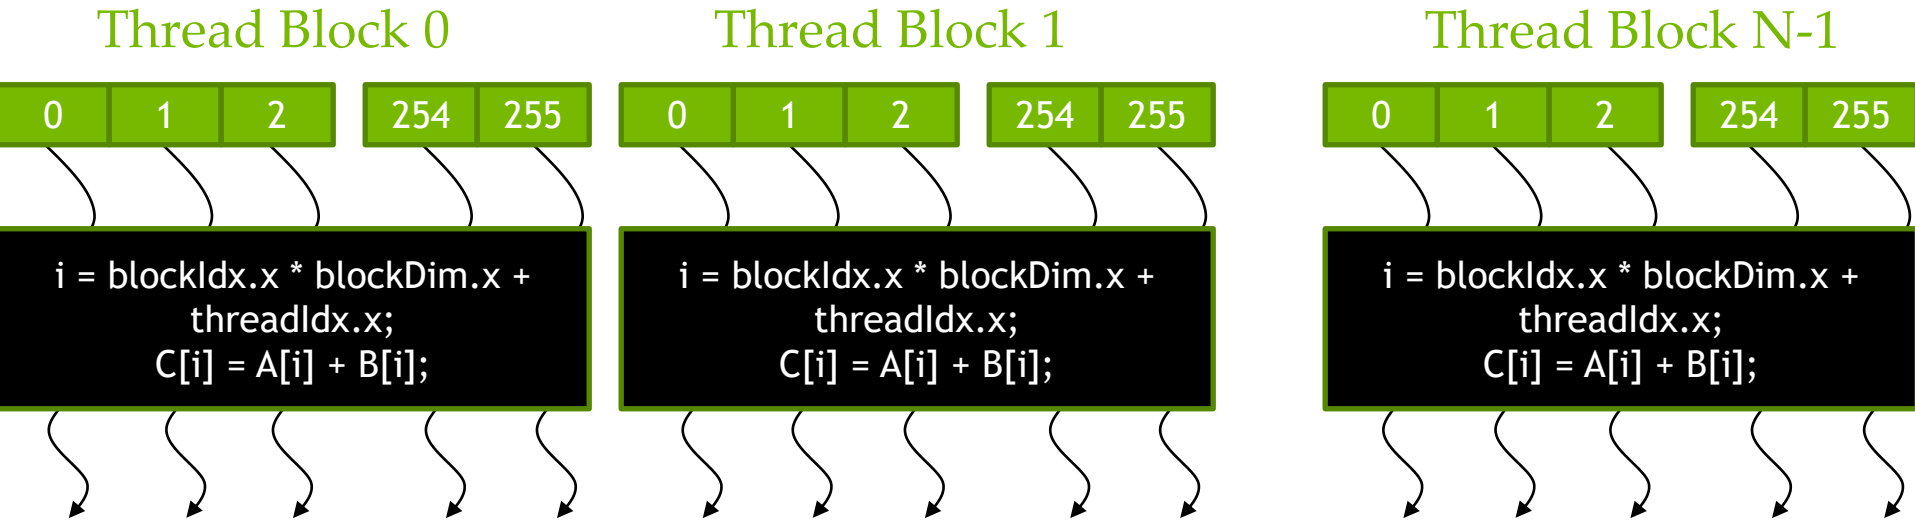 Thread Block 0
Thread Block 1
Thread Block N-1
0 1 2 254 255
0 1 2 254 255
0 1 2 254 255
i = blockIdx.x * blockDim.x +
threadIdx.x;
C[i] = A[i] + B[i];
i = blockIdx.x * blockDim.x +
threadIdx.x;
C[i] = A[i] + B[i];
i = blockIdx.x * blockDim.x +
threadIdx.x;
C[i] = A[i] + B[i];